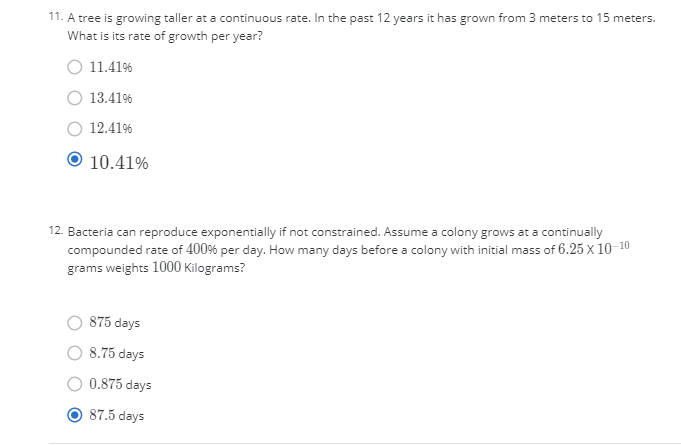 11. A tree is growing taller at a continuous rate. In the past 12 years it has grown from 3 meters to 15 meters.
What is its rate of growth per year?
11.41%
13.41%
12.41%
10.41%
12. Bacteria can reproduce exponentially if not constrained. Assume a colony grows at a continually
compounded rate of 400% per day. How many days before a colony with initial mass of 6.25 X 10⁻¹⁰
grams weights 1000 Kilograms?
875 days
8.75 days
0.875 days
87.5 days